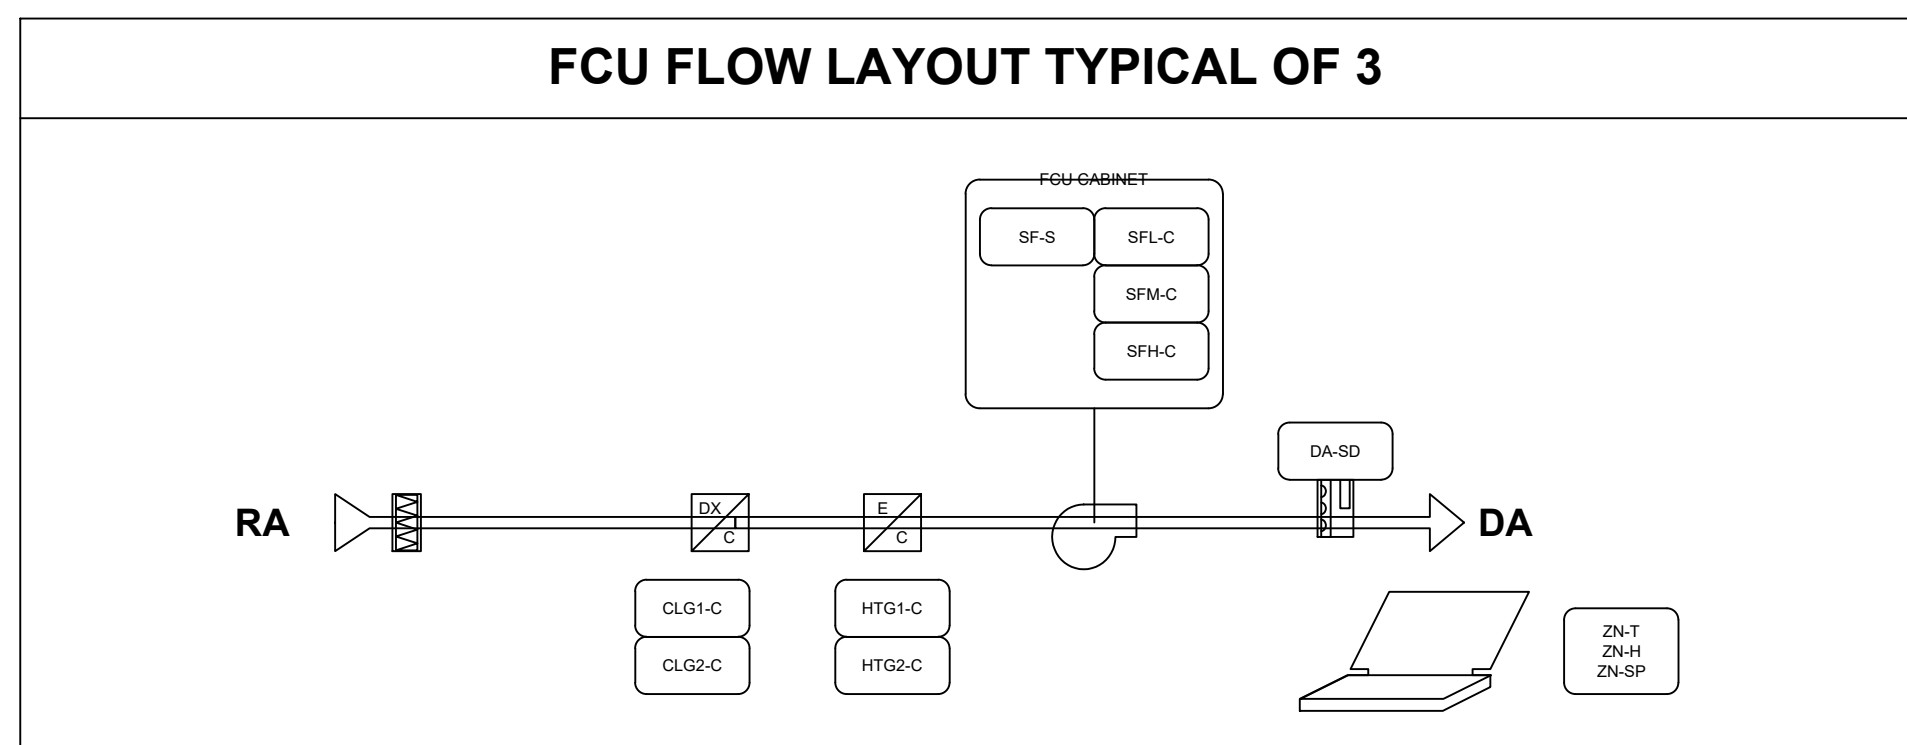 FCU FLOW LAYOUT TYPICAL OF 3
FCU CABINET
SF-S
SFL-C
SFM-C
SFH-C
DA-SD
RA
DX
C
E
C
DA
CLG1-C
CLG2-C
HTG1-C
HTG2-C
ZN-T
ZN-H
ZN-SP